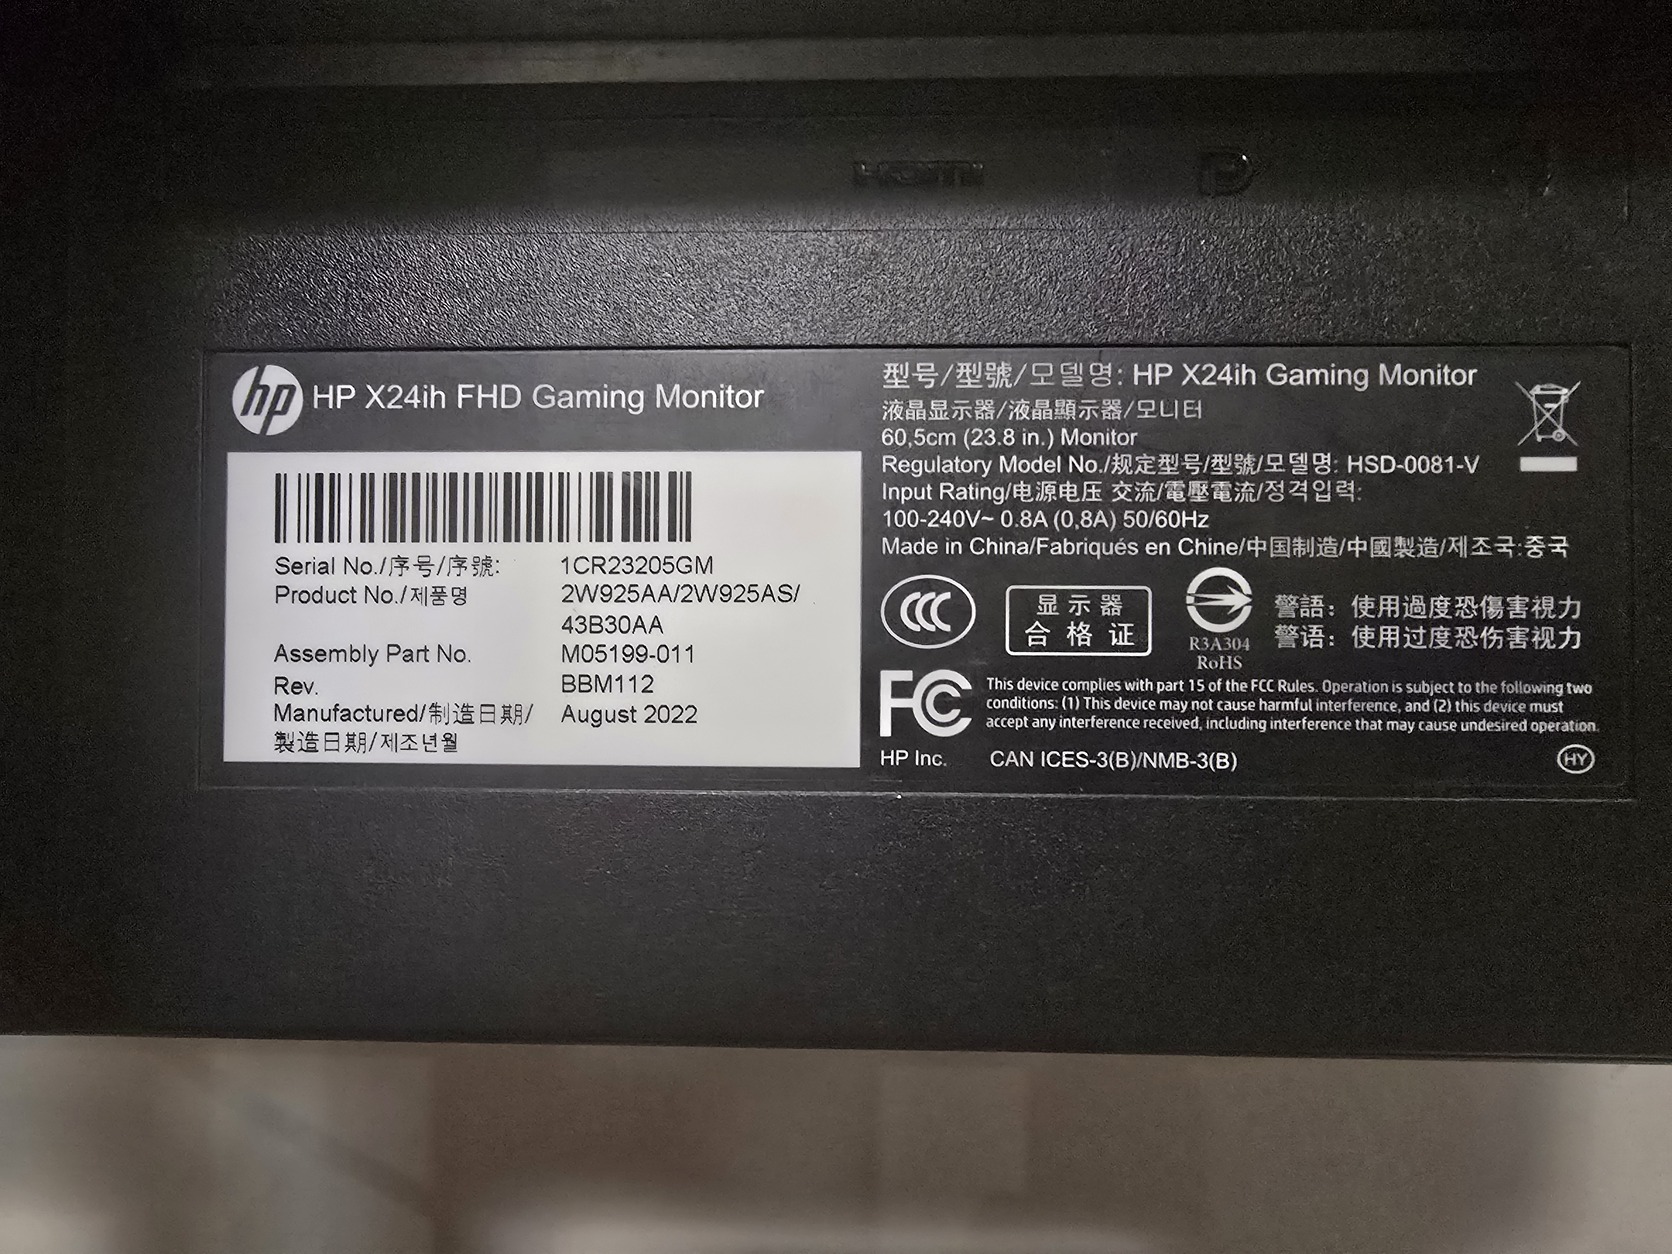 HDMI
hp HP X24ih FHD Gaming Monitor
Serial No./序号/序號: 1CR23205GM
Product No./제품명 2W925AA/2W925AS/
43B30AA
Assembly Part No. M05199-011
Rev. BBM112
Manufactured/制造日期/ August 2022
製造日期/제조년월
型号/型號/모델명: HP X24ih Gaming Monitor
液晶显示器/液晶顯示器/모니터
60,5cm (23.8 in.) Monitor
Regulatory Model No./规定型号/型號/모델명: HSD-0081-V
Input Rating/电源电压 交流/電壓電流/정격입력:
100-240V~ 0.8A (0,8A) 50/60Hz
Made in China/Fabriqués en Chine/中国制造/中國製造/제조국:중국
CCC
显示器
合格证
R3A304
RoHS
警語: 使用過度恐傷害視力
警语: 使用过度恐伤害视力
FC This device complies with part 15 of the FCC Rules. Operation is subject to the following two
conditions: (1) This device may not cause harmful interference, and (2) this device must
accept any interference received, including interference that may cause undesired operation.
HP Inc. CAN ICES-3(B)/NMB-3(B)
HY